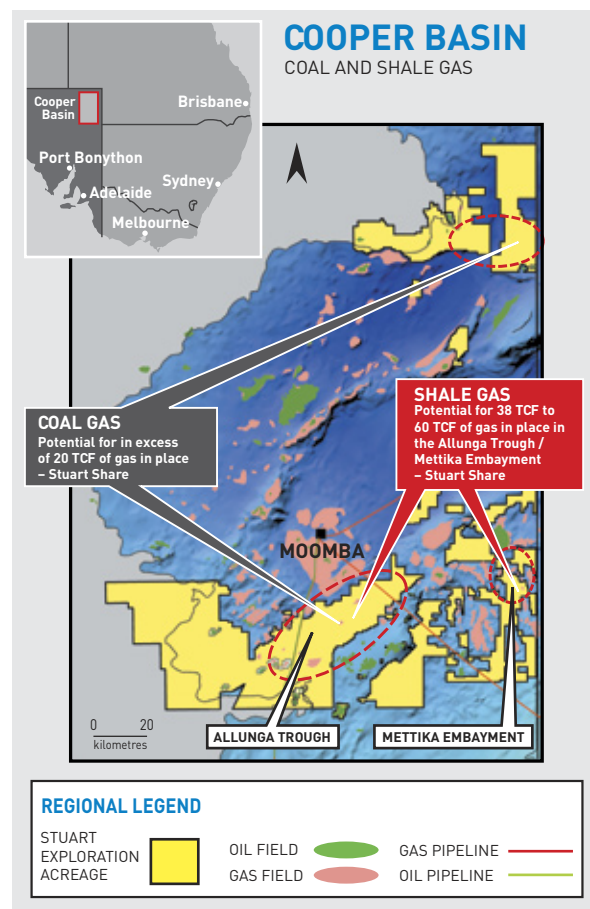 COOPER BASIN
COAL AND SHALE GAS
Cooper
Basin
Brisbane
Port Bonython
Adelaide
Sydney
Melbourne
COAL GAS
Potential for in excess
of 20 TCF of gas in place
– Stuart Share
SHALE GAS
Potential for 38 TCF to
60 TCF of gas in place in
the Allunga Trough /
Mettika Embayment
– Stuart Share
MOOMBA
0 20
kilometres
ALLUNGA TROUGH
METTIKA EMBAYMENT
REGIONAL LEGEND
STUART
EXPLORATION
ACREAGE
OIL FIELD
GAS FIELD
GAS PIPELINE
OIL PIPELINE